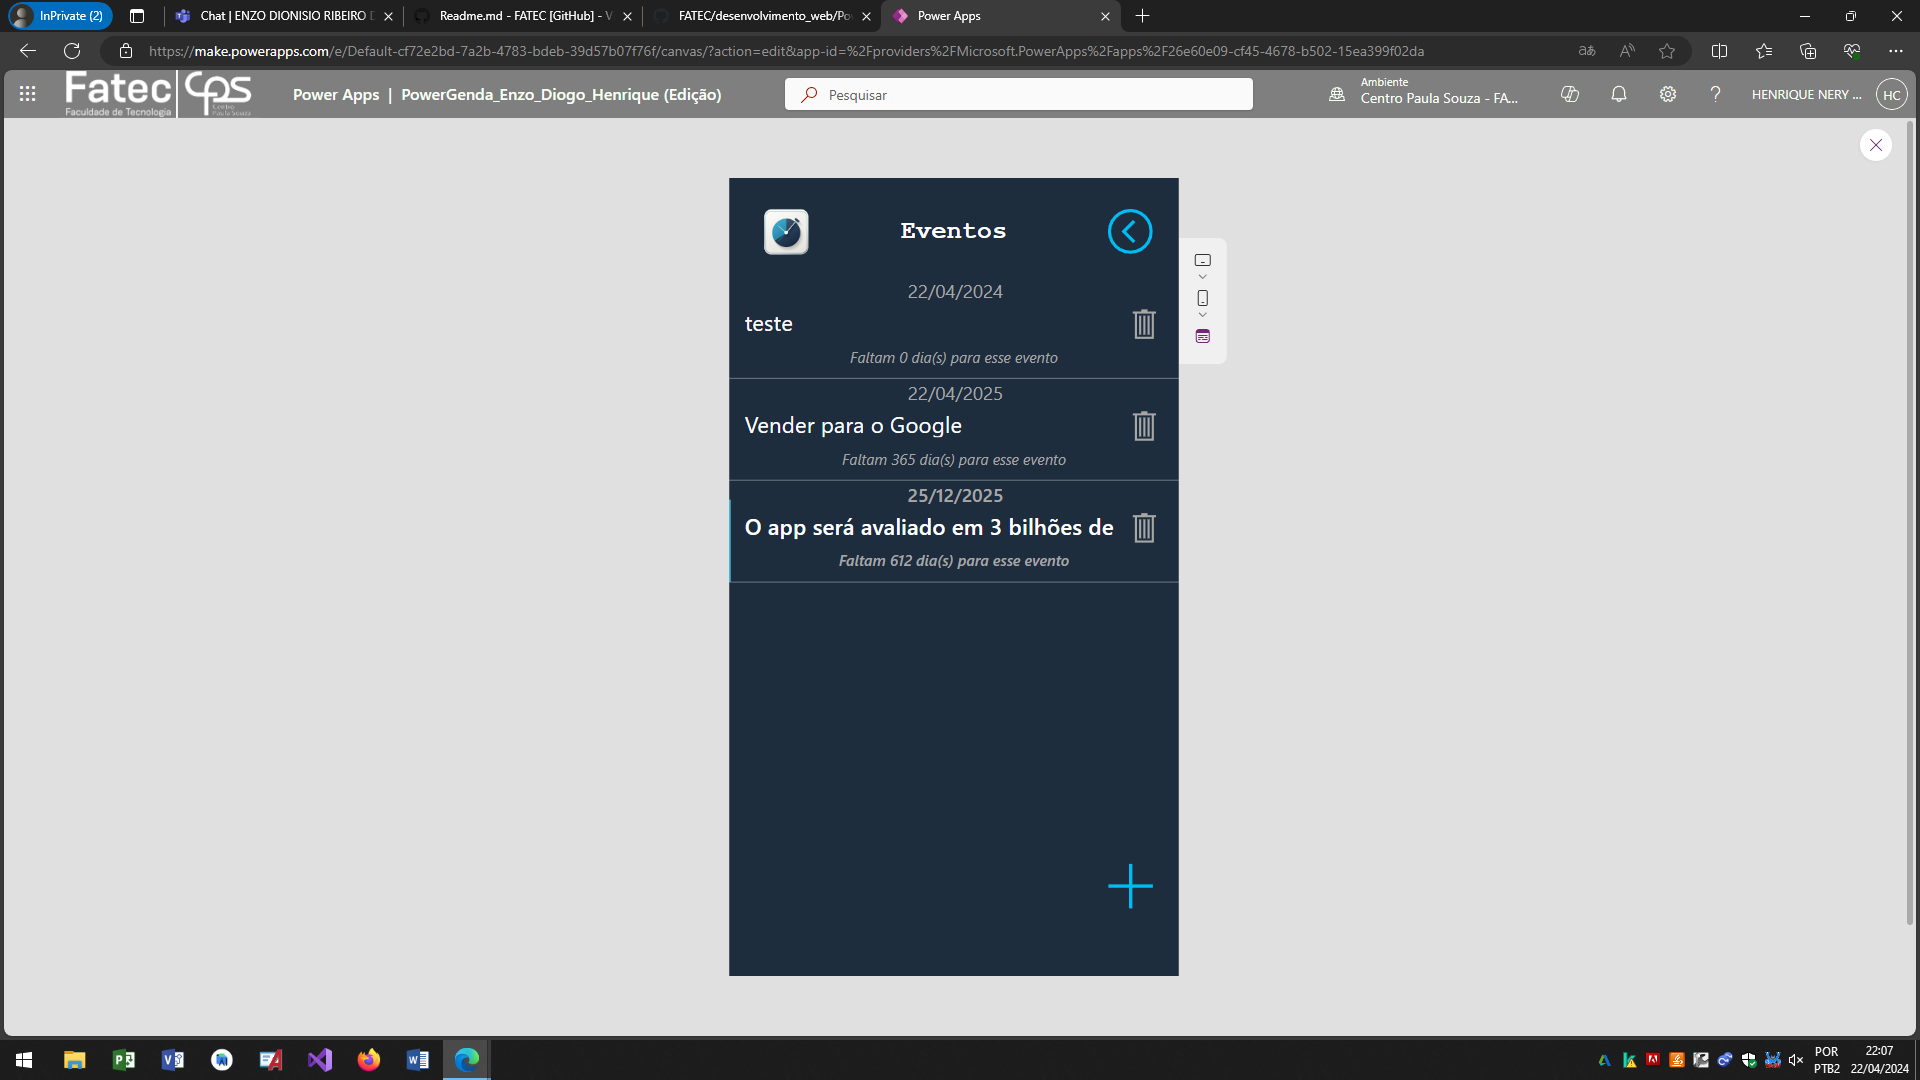 InPrivate (2)
Chat | ENZO DIONISIO RIBEIRO D
Readme.md - FATEC [GitHub] - V
FATEC/desenvolvimento_web/Po
Power Apps
https://make.powerapps.com/e/Default-cf72e2bd-7a2b-4783-bdeb-39d57b07f76f/canvas/?action=edit&app-id=%2Fproviders%2FMicrosoft.PowerApps%2Fapps%2F26e60e09-cf45-4678-b502-15ea399f02da
Fatec
Faculdade de Tecnologia
Cps
Centro
Paula Souza
Power Apps | PowerGenda_Enzo_Diogo_Henrique (Edição)
Pesquisar
Ambiente
Centro Paula Souza - FA...
HENRIQUE NERY ...
HC
Eventos
22/04/2024
teste
Faltam 0 dia(s) para esse evento
22/04/2025
Vender para o Google
Faltam 365 dia(s) para esse evento
25/12/2025
O app será avaliado em 3 bilhões de
Faltam 612 dia(s) para esse evento
POR
PTB2
22:07
22/04/2024